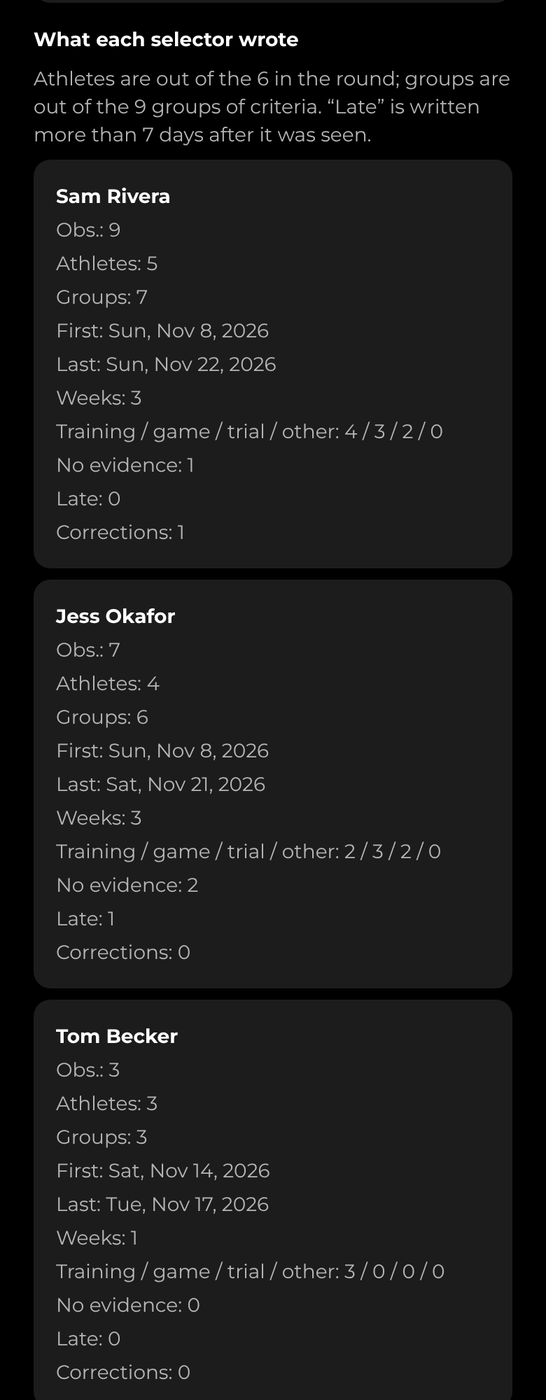 What each selector wrote
Athletes are out of the 6 in the round; groups are
out of the 9 groups of criteria. “Late” is written
more than 7 days after it was seen.
Sam Rivera
Obs.: 9
Athletes: 5
Groups: 7
First: Sun, Nov 8, 2026
Last: Sun, Nov 22, 2026
Weeks: 3
Training / game / trial / other: 4 / 3 / 2 / 0
No evidence: 1
Late: 0
Corrections: 1
Jess Okafor
Obs.: 7
Athletes: 4
Groups: 6
First: Sun, Nov 8, 2026
Last: Sat, Nov 21, 2026
Weeks: 3
Training / game / trial / other: 2 / 3 / 2 / 0
No evidence: 2
Late: 1
Corrections: 0
Tom Becker
Obs.: 3
Athletes: 3
Groups: 3
First: Sat, Nov 14, 2026
Last: Tue, Nov 17, 2026
Weeks: 1
Training / game / trial / other: 3 / 0 / 0 / 0
No evidence: 0
Late: 0
Corrections: 0